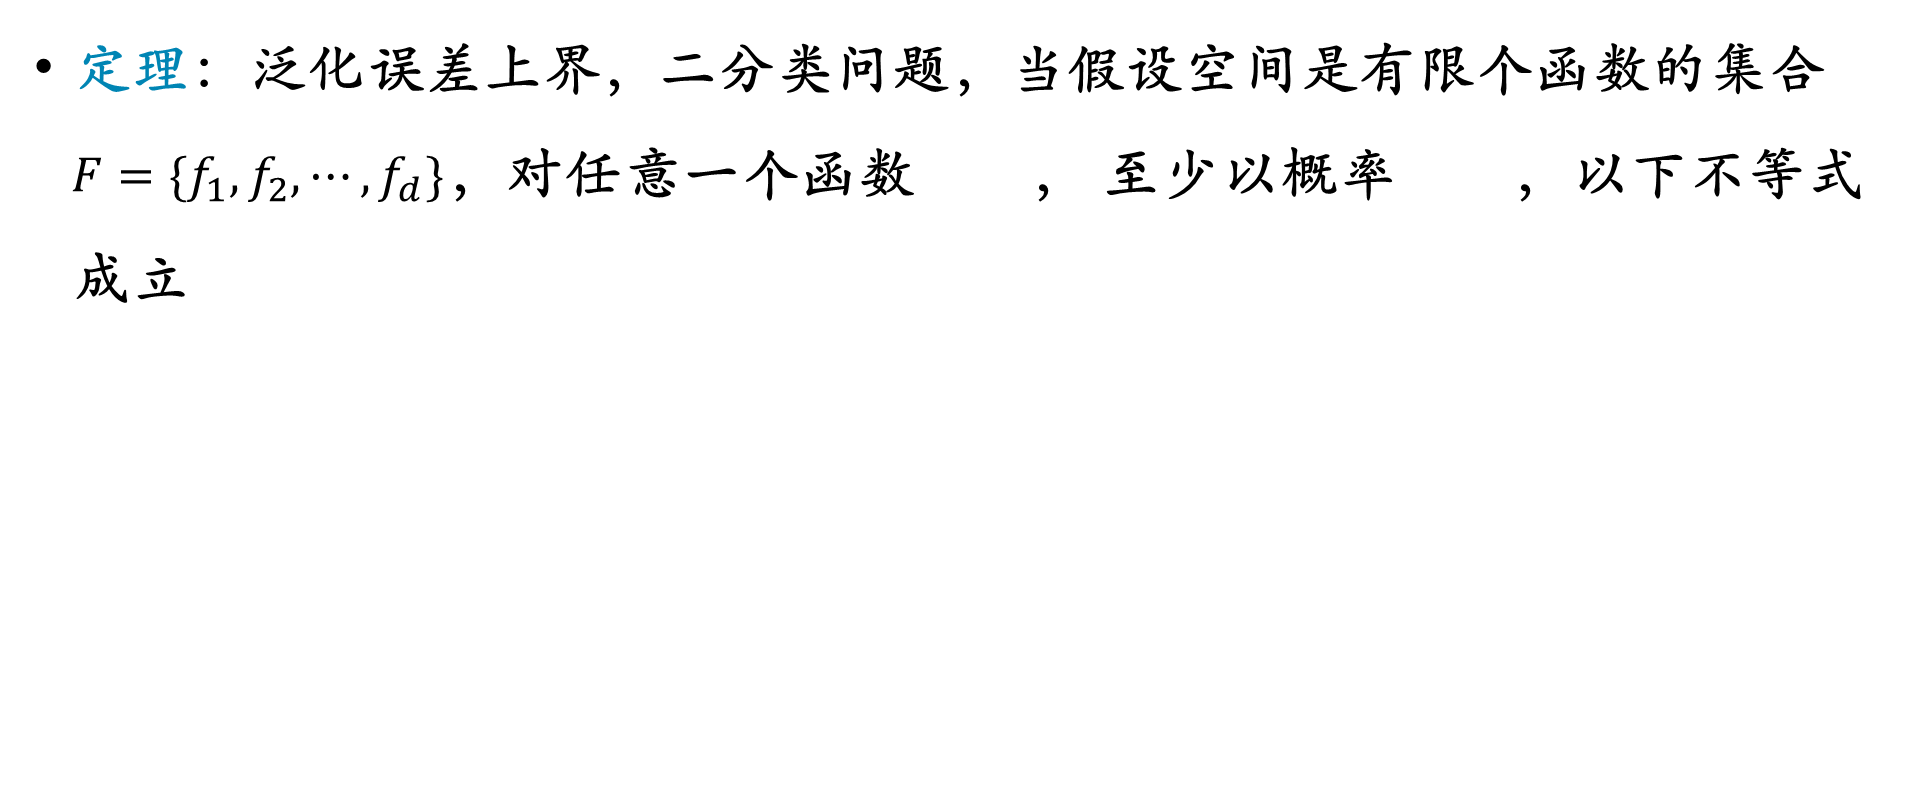 • 定理：泛化误差上界，二分类问题，当假设空间是有限个函数的集合
F = {f₁, f₂, ⋯ , f_d}，对任意一个函数 ， 至少以概率 ，以下不等式
成立